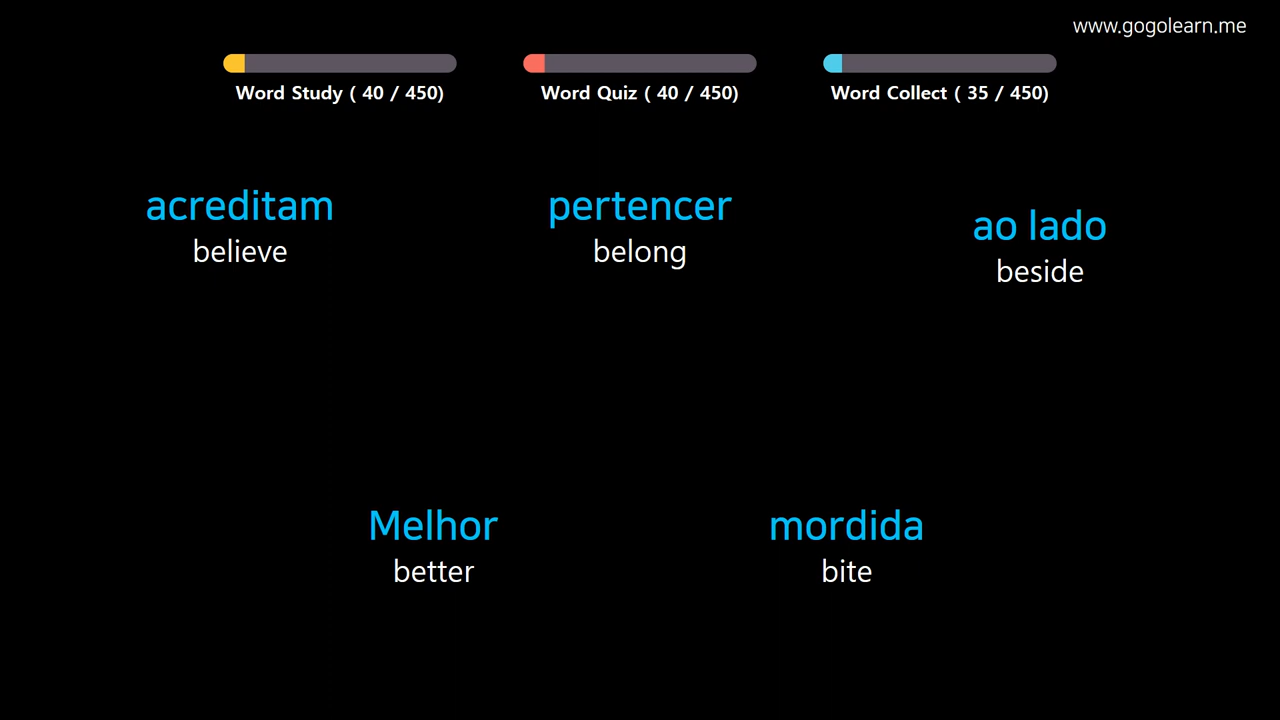 www.gogolearn.me
Word Study ( 40 / 450)
Word Quiz ( 40 / 450)
Word Collect ( 35 / 450)
acreditam
believe
pertencer
belong
ao lado
beside
Melhor
better
mordida
bite